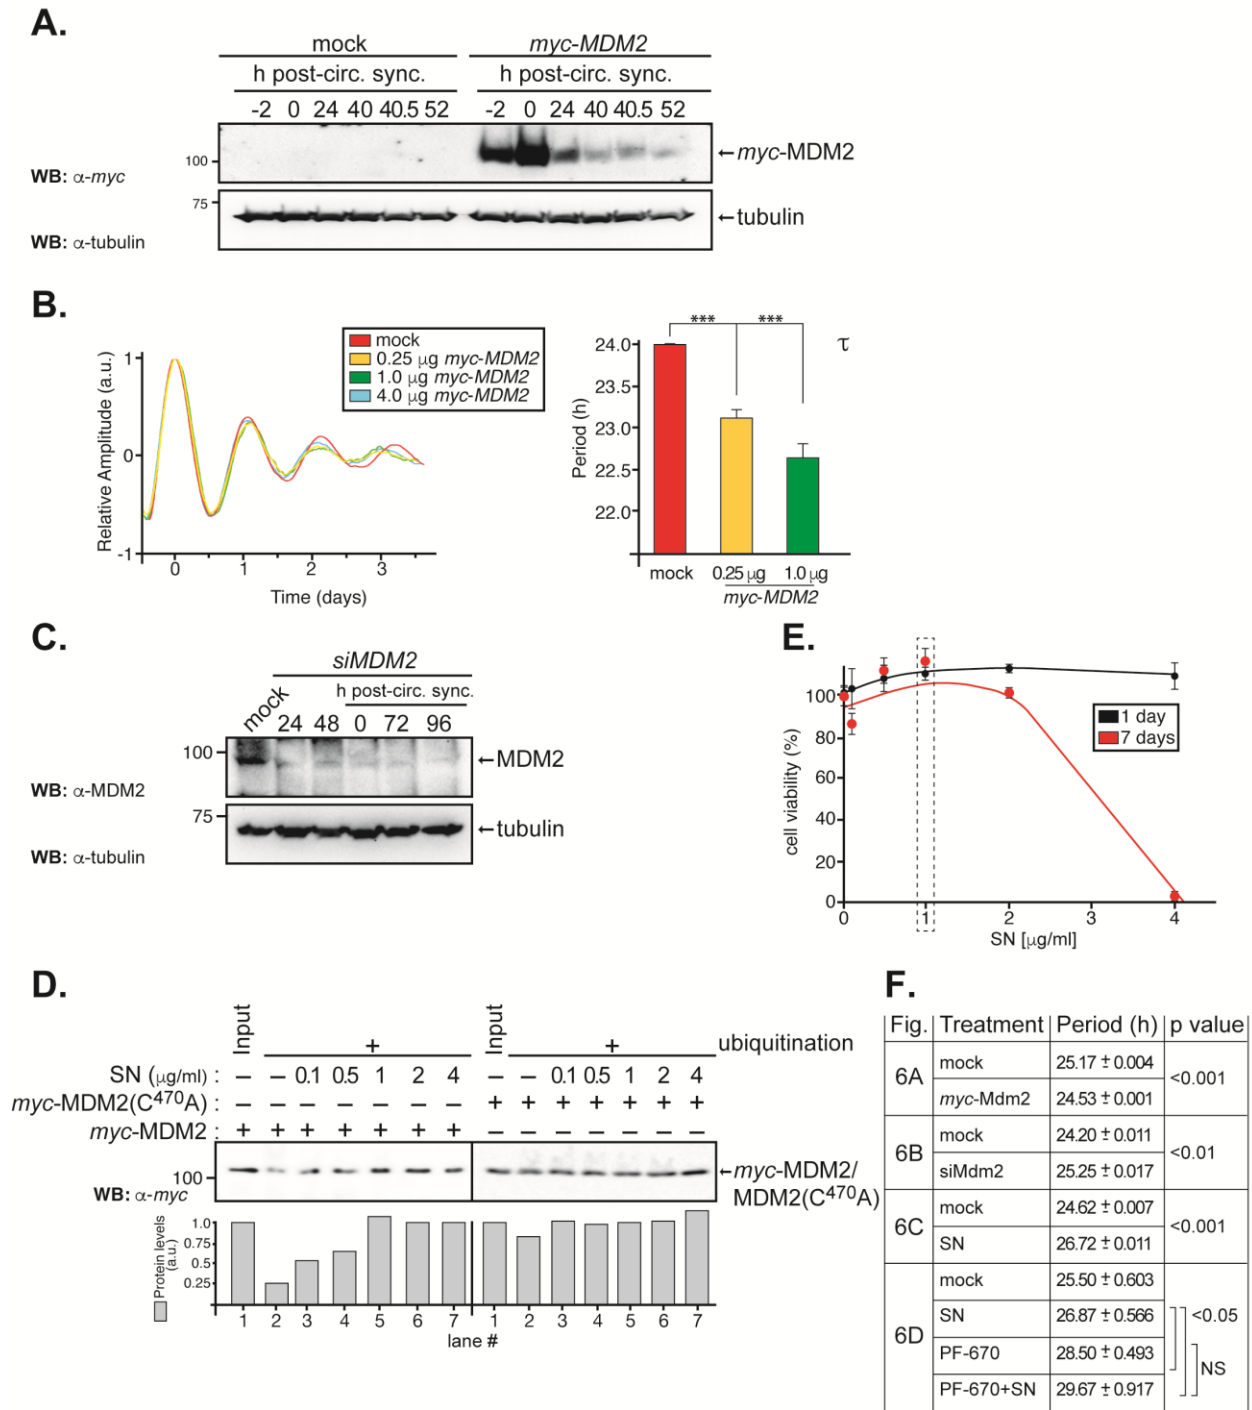 A.
mock myc-MDM2
h post-circ. sync. h post-circ. sync.
-2 0 24 40 40.5 52 -2 0 24 40 40.5 52
100
←myc-MDM2
WB: α-myc
75
←tubulin
WB: α-tubulin
B.
Relative Amplitude (a.u.)
1
0
-1
0 1 2 3
Time (days)
mock
0.25 μg myc-MDM2
1.0 μg myc-MDM2
4.0 μg myc-MDM2
*** ***
τ
Period (h)
24.0
23.5
23.0
22.5
22.0
mock 0.25 μg 1.0 μg
myc-MDM2
C.
siMDM2
h post-circ. sync.
mock 24 48 0 72 96
100
←MDM2
WB: α-MDM2
75
←tubulin
WB: α-tubulin
E.
cell viability (%)
100
80
60
40
20
0
0 1 2 3 4
SN [μg/ml]
1 day
7 days
D.
Input + Input + ubiquitination
SN (μg/ml) : – – 0.1 0.5 1 2 4 – – 0.1 0.5 1 2 4
myc-MDM2(C⁴⁷⁰A) : – – – – – – – + + + + + + +
myc-MDM2 : + + + + + + + – – – – – – –
100
WB: α-myc
←myc-MDM2/
MDM2(C⁴⁷⁰A)
Protein levels
(a.u.)
1.0
0.75
0.5
0.25
1 2 3 4 5 6 7 1 2 3 4 5 6 7
lane #
F.
Fig. Treatment Period (h) p value
6A mock 25.17 ± 0.004 <0.001
myc-Mdm2 24.53 ± 0.001
6B mock 24.20 ± 0.011 <0.01
siMdm2 25.25 ± 0.017
6C mock 24.62 ± 0.007 <0.001
SN 26.72 ± 0.011
6D mock 25.50 ± 0.603
SN 26.87 ± 0.566 <0.05
PF-670 28.50 ± 0.493 NS
PF-670+SN 29.67 ± 0.917